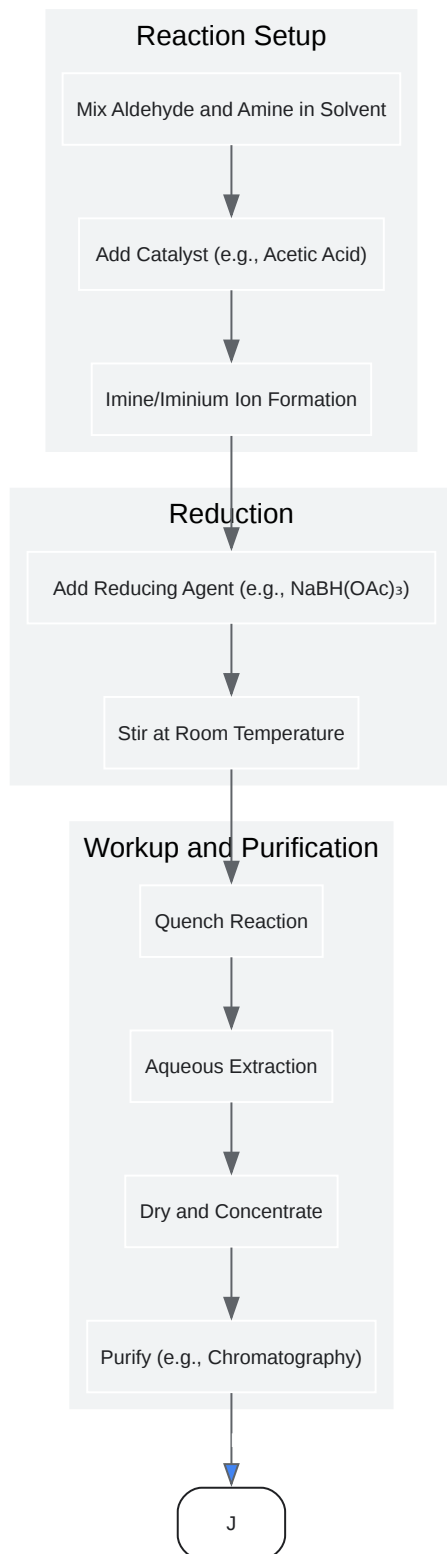 Reaction Setup
Mix Aldehyde and Amine in Solvent
Add Catalyst (e.g., Acetic Acid)
Imine/Iminium Ion Formation
Reduction
Add Reducing Agent (e.g., NaBH(OAc)₃)
Stir at Room Temperature
Workup and Purification
Quench Reaction
Aqueous Extraction
Dry and Concentrate
Purify (e.g., Chromatography)
J